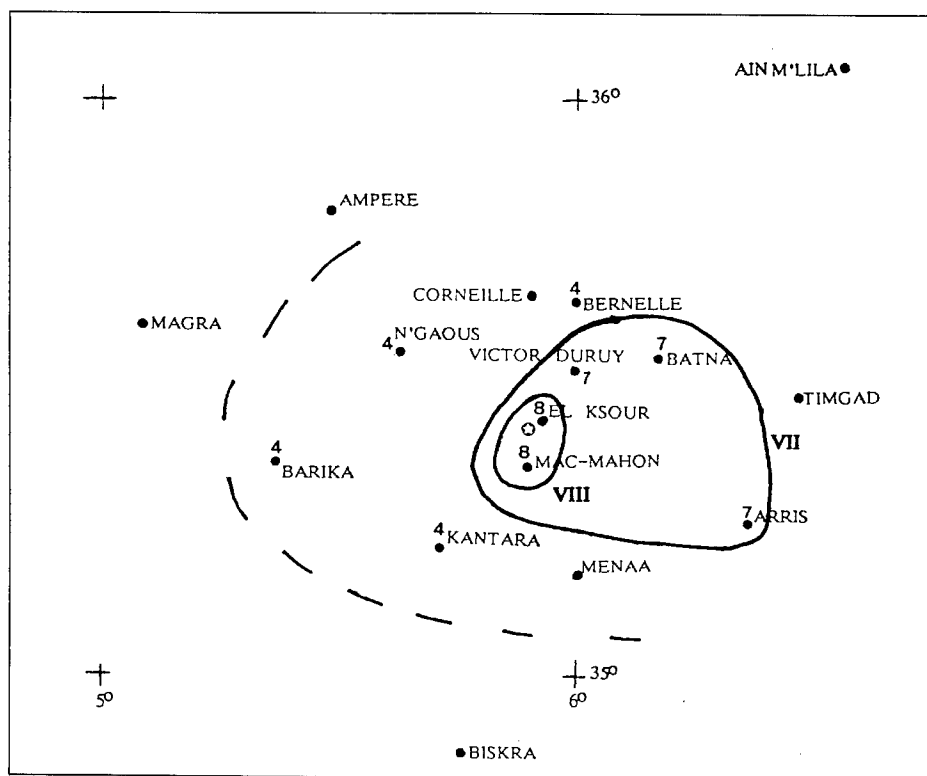 AIN M'LILA
36°
AMPERE
CORNEILLE
4
BERNELLE
MAGRA
N'GAOUS
4
VICTOR DURUY
7
7
BATNA
TIMGAD
8
EL KSOUR
VII
4
BARIKA
8
MAC-MAHON
VIII
7
ARRIS
4
KANTARA
MENAA
35°
5°
6°
BISKRA